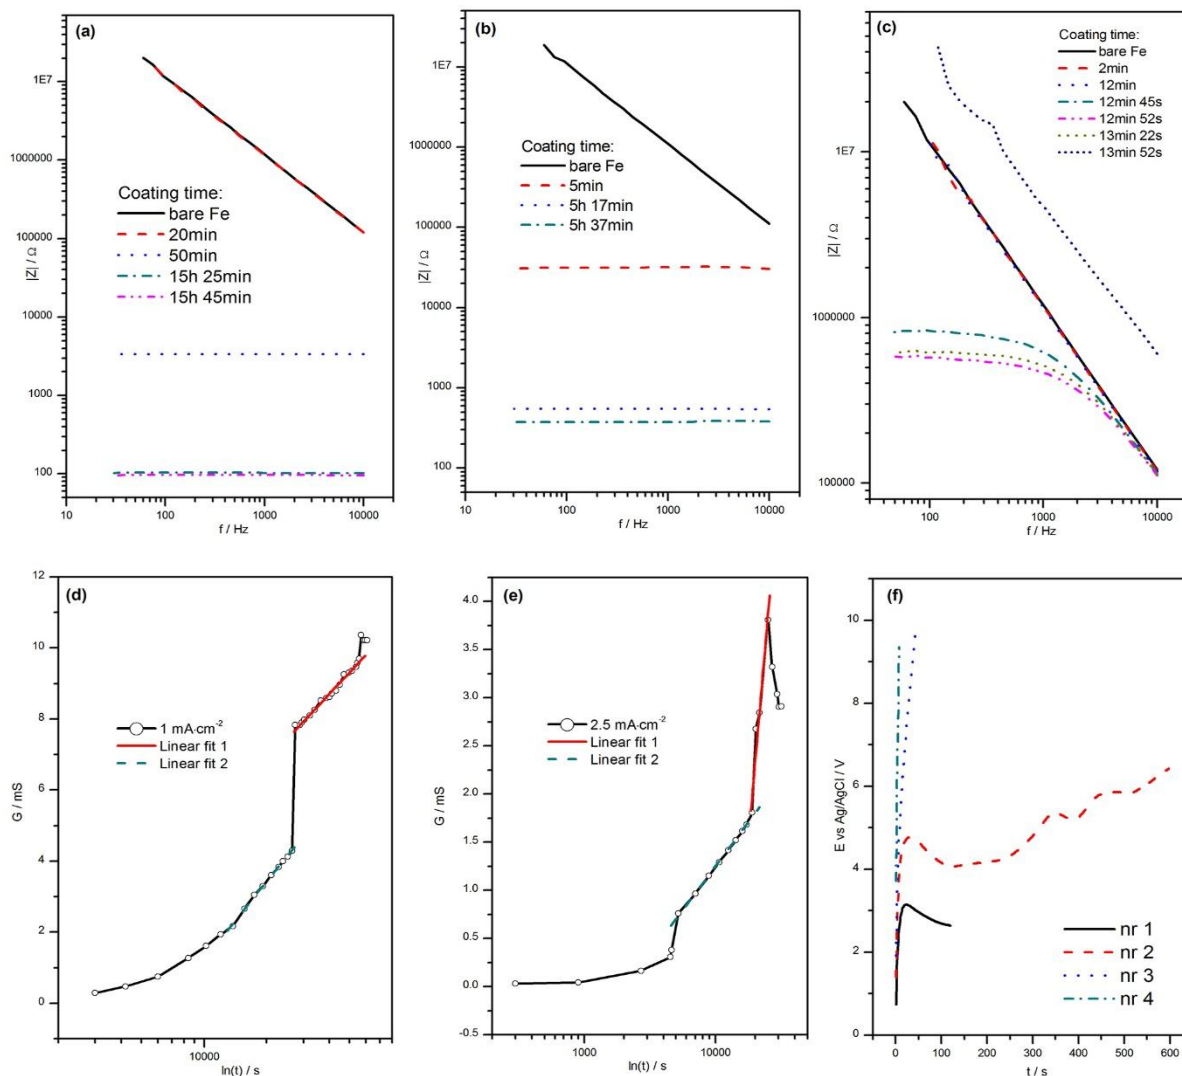 (a)
1E7
1000000
100000
10000
1000
100
|Z| / Ω
Coating time:
bare Fe
20min
50min
15h 25min
15h 45min
10
100
1000
10000
f / Hz
(b)
1E7
1000000
100000
10000
1000
100
|Z| / Ω
Coating time:
bare Fe
5min
5h 17min
5h 37min
10
100
1000
10000
f / Hz
(c)
Coating time:
bare Fe
2min
12min
12min 45s
12min 52s
13min 22s
13min 52s
1E7
1000000
100000
|Z| / Ω
100
1000
10000
f / Hz
(d)
12
10
8
6
4
2
0
G / mS
1 mA·cm-2
Linear fit 1
Linear fit 2
10000
ln(t) / s
(e)
4.0
3.5
3.0
2.5
2.0
1.5
1.0
0.5
0.0
-0.5
G / mS
2.5 mA·cm-2
Linear fit 1
Linear fit 2
1000
10000
ln(t) / s
(f)
10
8
6
4
2
0
E vs Ag/AgCl / V
nr 1
nr 2
nr 3
nr 4
0
100
200
300
400
500
600
t / s